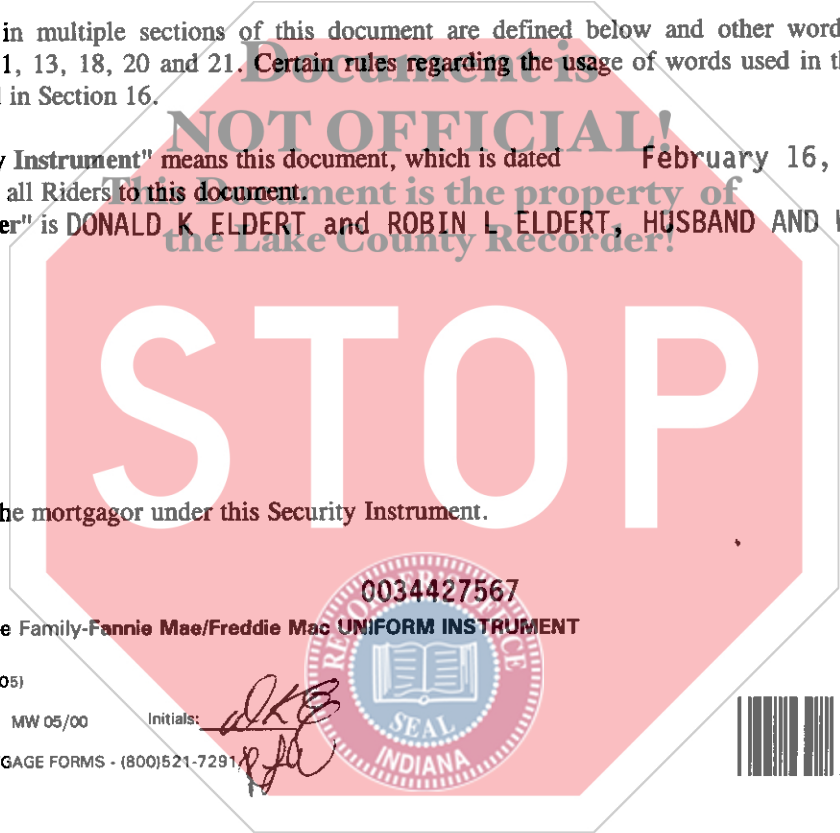 in multiple sections of this document are defined below and other word
1, 13, 18, 20 and 21. Certain rules regarding the usage of words used in t
in Section 16.
Document is
NOT OFFICIAL!
This Document is the property of
the Lake County Recorder!
y Instrument" means this document, which is dated February 16,
all Riders to this document.
er" is DONALD K ELDERT and ROBIN L ELDERT, HUSBAND AND
STOP
he mortgagor under this Security Instrument.
0034427567
e Family-Fannie Mae/Freddie Mac UNIFORM INSTRUMENT
05)
MW 05/00 Initials: DKE
GAGE FORMS - (800)521-7291
RECORDER'S OFFICE
SEAL
INDIANA